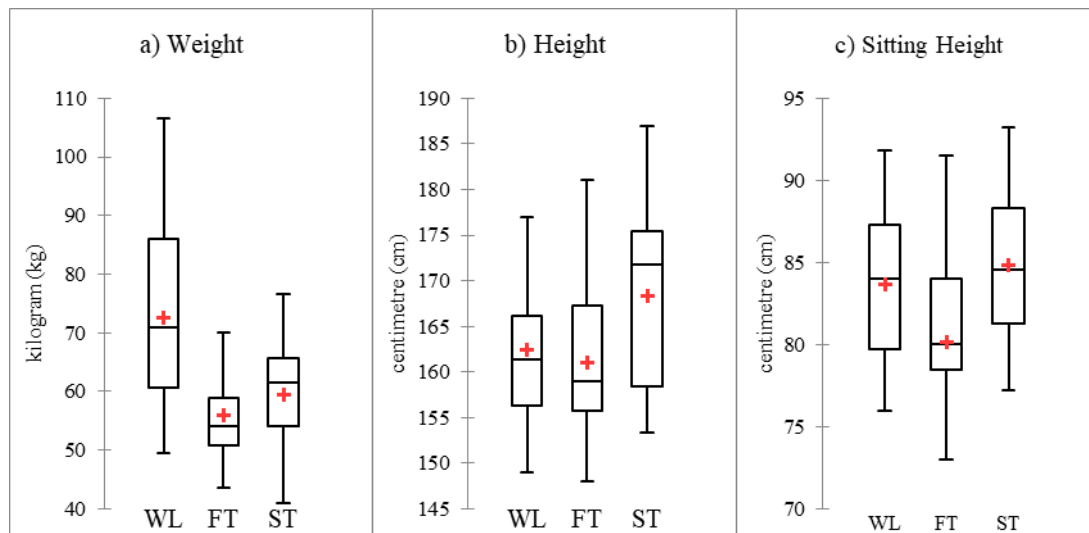 a) Weight
kilogram (kg)
110
100
90
80
70
60
50
40
WL FT ST
b) Height
centimetre (cm)
190
185
180
175
170
165
160
155
150
145
WL FT ST
c) Sitting Height
centimetre (cm)
95
90
85
80
75
70
WL FT ST